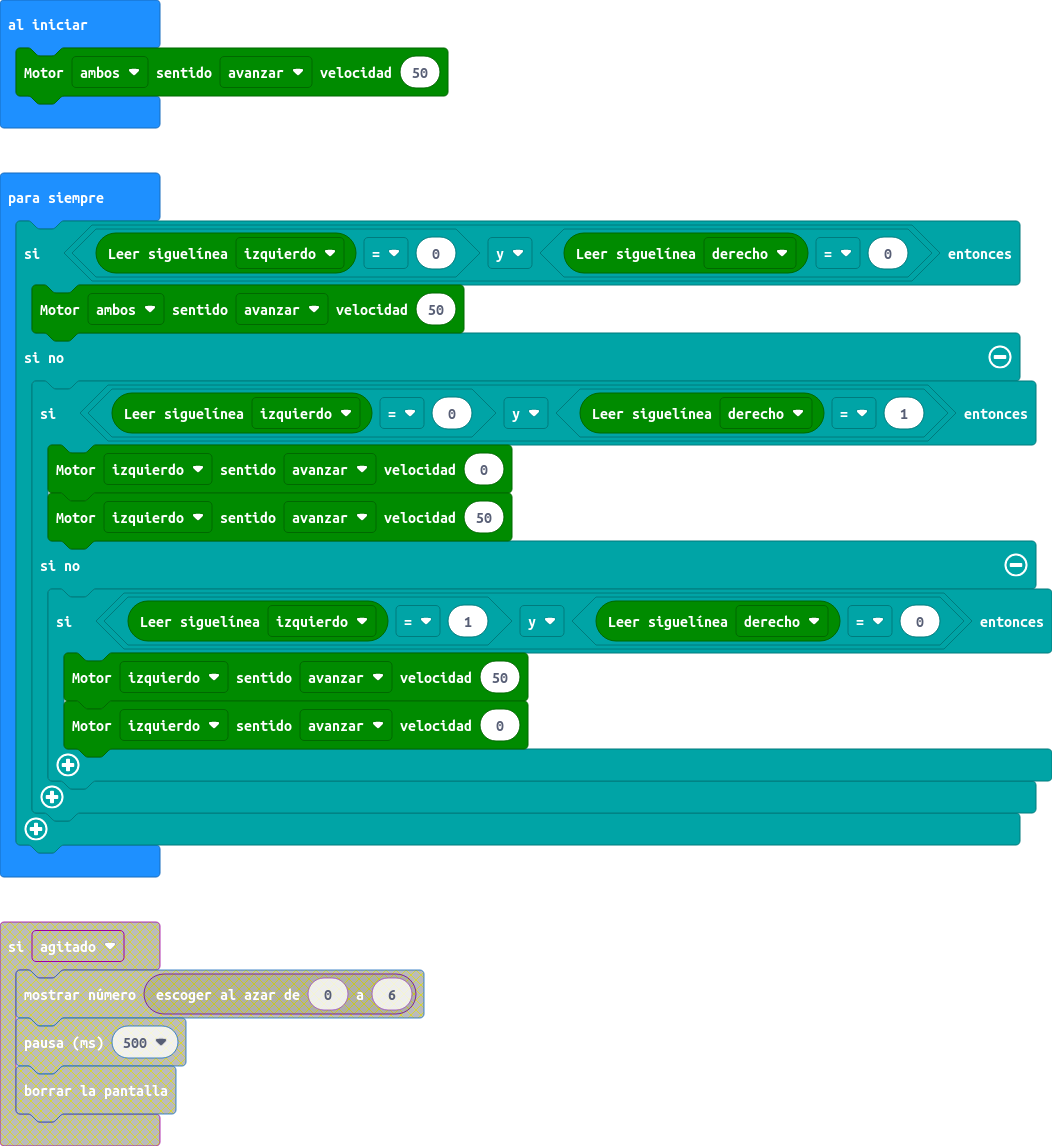 al iniciar
Motor ambos sentido avanzar velocidad 50
para siempre
si Leer siguelínea izquierdo = 0 y Leer siguelínea derecho = 0 entonces
Motor ambos sentido avanzar velocidad 50
si no
si Leer siguelínea izquierdo = 0 y Leer siguelínea derecho = 1 entonces
Motor izquierdo sentido avanzar velocidad 0
Motor izquierdo sentido avanzar velocidad 50
si no
si Leer siguelínea izquierdo = 1 y Leer siguelínea derecho = 0 entonces
Motor izquierdo sentido avanzar velocidad 50
Motor izquierdo sentido avanzar velocidad 0
si agitado
mostrar número escoger al azar de 0 a 6
pausa (ms) 500
borrar la pantalla